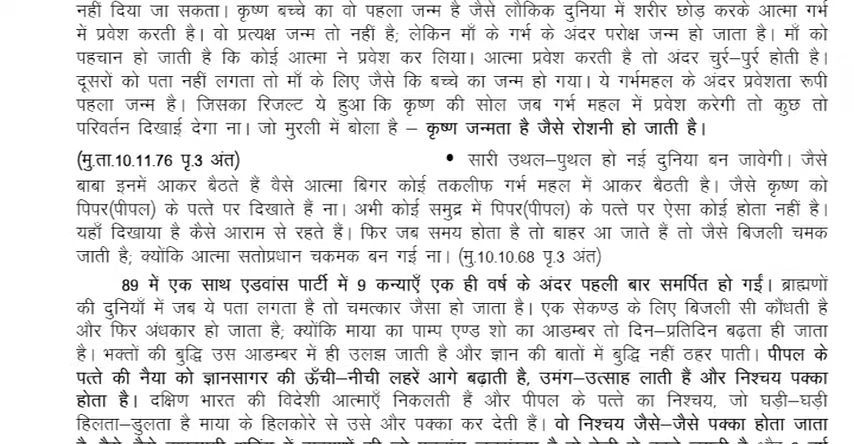 नहीं दिया जा सकता। कृष्ण बच्चे का वो पहला जन्म है जैसे लौकिक दुनिया में शरीर छोड़ करके आत्मा गर्भ
में प्रवेश करती है। वो प्रत्यक्ष जन्म तो नहीं है; लेकिन माँ के गर्भ के अंदर परोक्ष जन्म हो जाता है। माँ को
पहचान हो जाती है कि कोई आत्मा ने प्रवेश कर लिया। आत्मा प्रवेश करती है तो अंदर चुर्र–पुर्र होती है।
दूसरों को पता नहीं लगता तो माँ के लिए जैसे कि बच्चे का जन्म हो गया। ये गर्भमहल के अंदर प्रवेशता रूपी
पहला जन्म है। जिसका रिजल्ट ये हुआ कि कृष्ण की सोल जब गर्भ महल में प्रवेश करेगी तो कुछ तो
परिवर्तन दिखाई देगा ना। जो मुरली में बोला है – कृष्ण जन्मता है जैसे रोशनी हो जाती है।
(मु.ता.10.11.76 पृ.3 अंत) • सारी उथल–पुथल हो नई दुनिया बन जावेगी। जैसे
बाबा इनमें आकर बैठते हैं वैसे आत्मा बिगर कोई तकलीफ गर्भ महल में आकर बैठती है। जैसे कृष्ण को
पिपर(पीपल) के पत्ते पर दिखाते हैं ना। अभी कोई समुद्र में पिपर(पीपल) के पत्ते पर ऐसा कोई होता नहीं है।
यहाँ दिखाया है कैसे आराम से रहते हैं। फिर जब समय होता है तो बाहर आ जाते हैं तो जैसे बिजली चमक
जाती है; क्योंकि आत्मा सतोप्रधान चकमक बन गई ना। (मु.10.10.68 पृ.3 अंत)
89 में एक साथ एडवांस पार्टी में 9 कन्याएँ एक ही वर्ष के अंदर पहली बार समर्पित हो गईं। ब्राह्मणों
की दुनियाँ में जब ये पता लगता है तो चमत्कार जैसा हो जाता है। एक सेकण्ड के लिए बिजली सी कौंधती है
और फिर अंधकार हो जाता है; क्योंकि माया का पाम्प एण्ड शो का आडम्बर तो दिन–प्रतिदिन बढ़ता ही जाता
है। भक्तों की बुद्धि उस आडम्बर में ही उलझ जाती है और ज्ञान की बातों में बुद्धि नहीं ठहर पाती। पीपल के
पत्ते की नैया को ज्ञानसागर की ऊँची–नीची लहरें आगे बढ़ाती है, उमंग–उत्साह लाती हैं और निश्चय पक्का
होता है। दक्षिण भारत की विदेशी आत्माएँ निकलती हैं और पीपल के पत्ते का निश्चय, जो घड़ी–घड़ी
हिलता–डुलता है माया के हिलकोरे से उसे और पक्का कर देती हैं। वो निश्चय जैसे–जैसे पक्का होता जाता